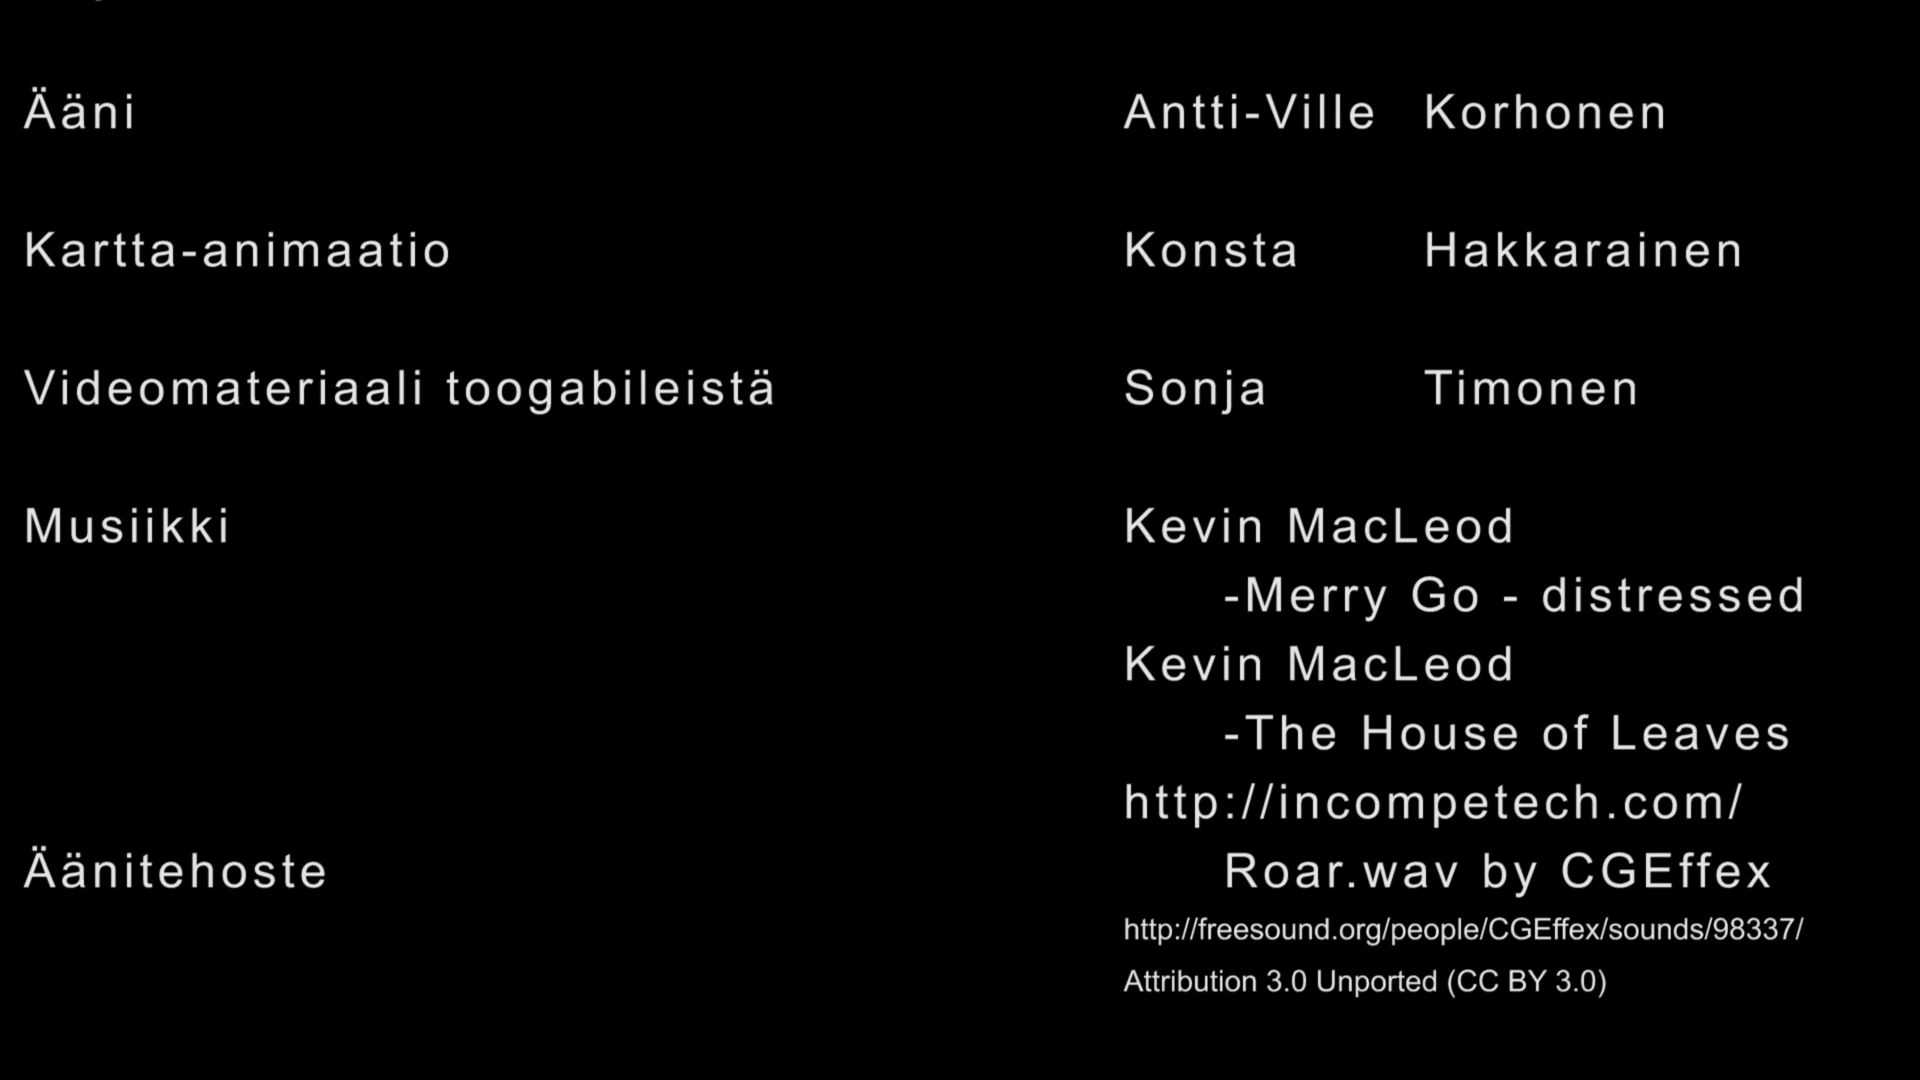 Ääni Antti-Ville Korhonen
Kartta-animaatio Konsta Hakkarainen
Videomateriaali toogabileistä Sonja Timonen
Musiikki Kevin MacLeod
-Merry Go - distressed
Kevin MacLeod
-The House of Leaves
http://incompetech.com/
Äänitehoste Roar.wav by CGEffex
http://freesound.org/people/CGEffex/sounds/98337/
Attribution 3.0 Unported (CC BY 3.0)